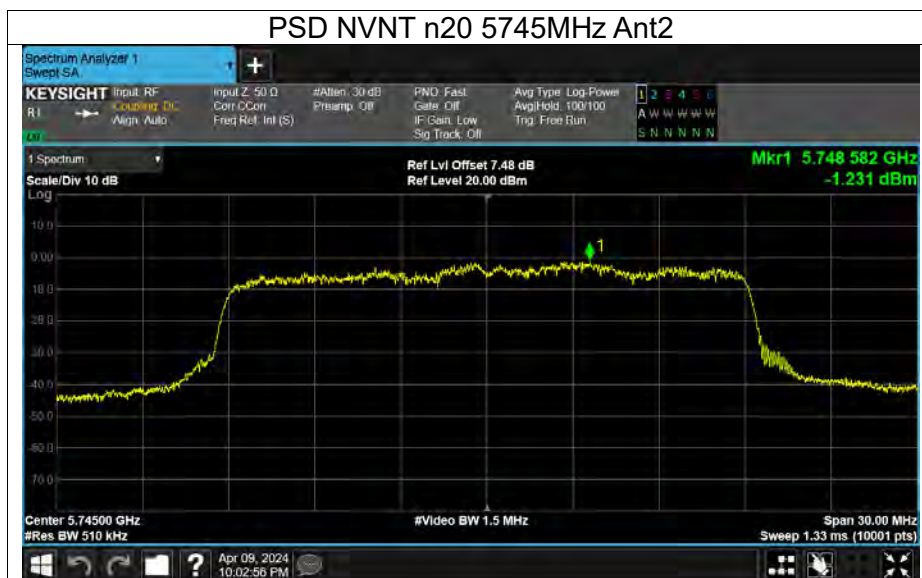 PSD NVNT n20 5745MHz Ant2
Spectrum Analyzer 1
Swept SA
+
KEYSIGHT Input: RF Input Z: 50 Ω #Atten: 30 dB PNO: Fast Avg Type: Log-Power 1 2 3 4 5 6
Coupling: DC Corr CCorr Preamp: Off Gate: Off Avg|Hold: 100/100 A W W W W W
Align: Auto Freq Ref: Int (S) IF Gain: Low Trig: Free Run
Sig Track: Off S N N N N N
1 Spectrum
Ref Lvl Offset 7.48 dB Mkr1 5.748 582 GHz
Scale/Div 10 dB Ref Level 20.00 dBm -1.231 dBm
Log
10.0
0.00
1
-10.0
-20.0
-30.0
-40.0
-50.0
-60.0
-70.0
Center 5.74500 GHz #Video BW 1.5 MHz Span 30.00 MHz
#Res BW 510 kHz Sweep 1.33 ms (10001 pts)
? Apr 09, 2024
10:02:56 PM